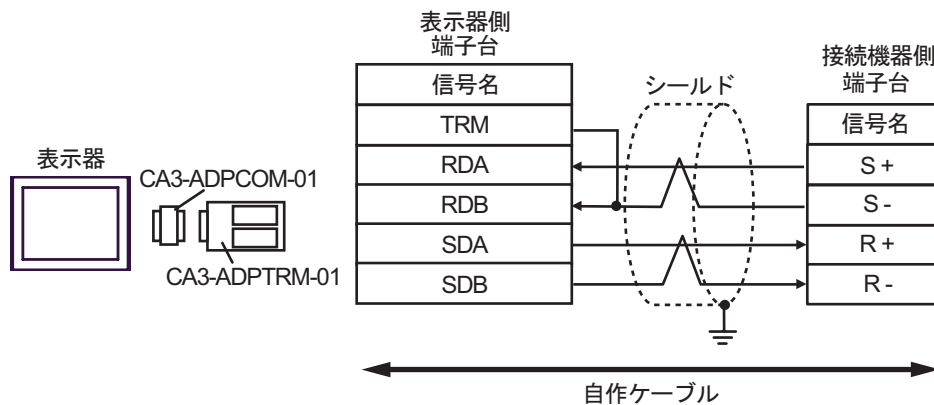 表示器
CA3-ADPCOM-01
CA3-ADPTRM-01
表示器側
端子台
信号名
TRM
RDA
RDB
SDA
SDB
シールド
接続機器側
端子台
信号名
S+
S-
R+
R-
自作ケーブル